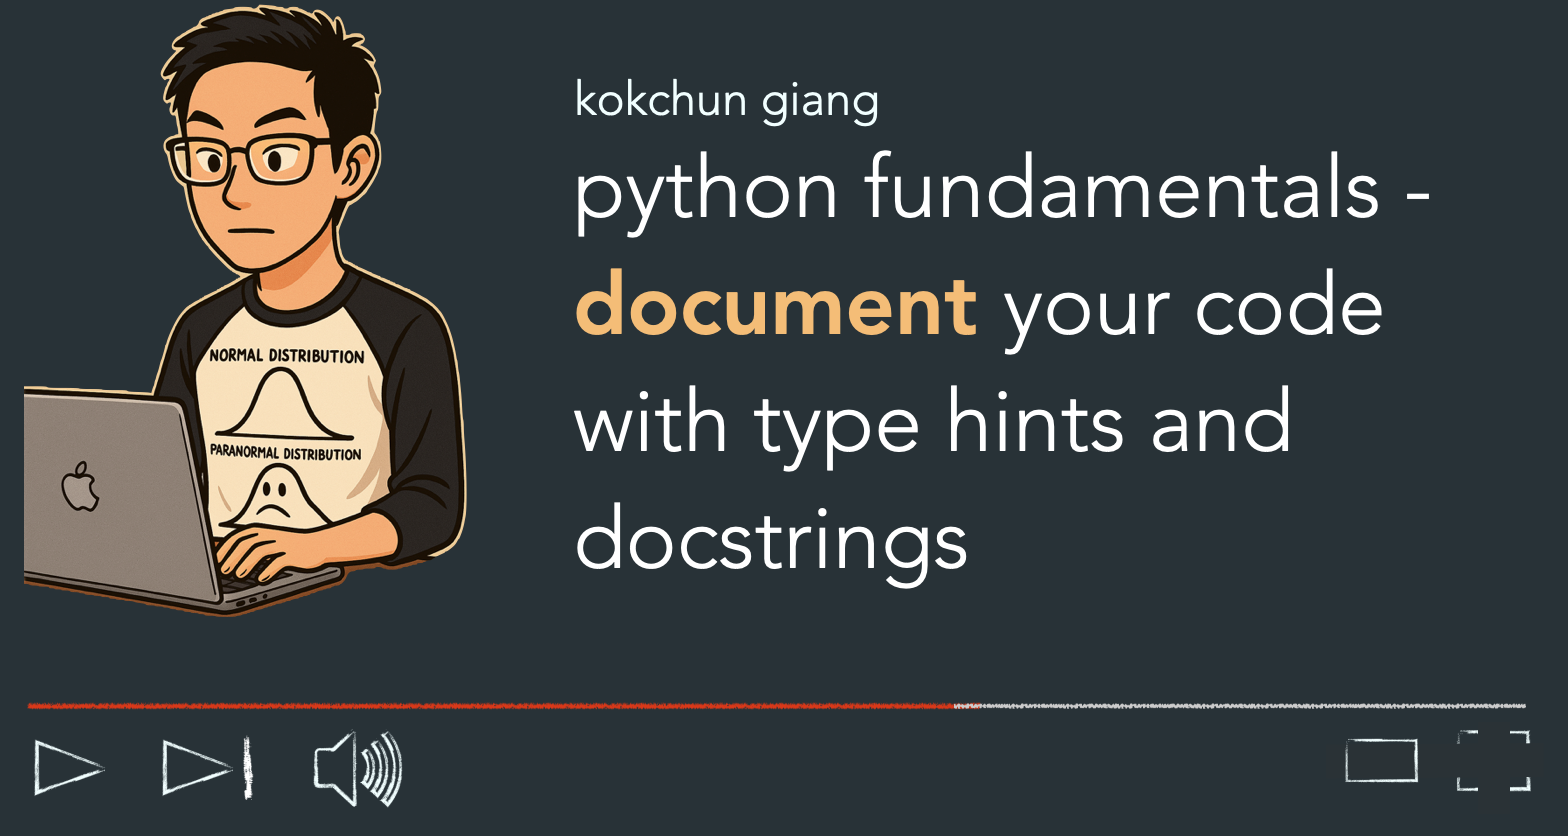 kokchun giang
python fundamentals -
document your code
with type hints and
docstrings
NORMAL DISTRIBUTION
PARANORMAL DISTRIBUTION